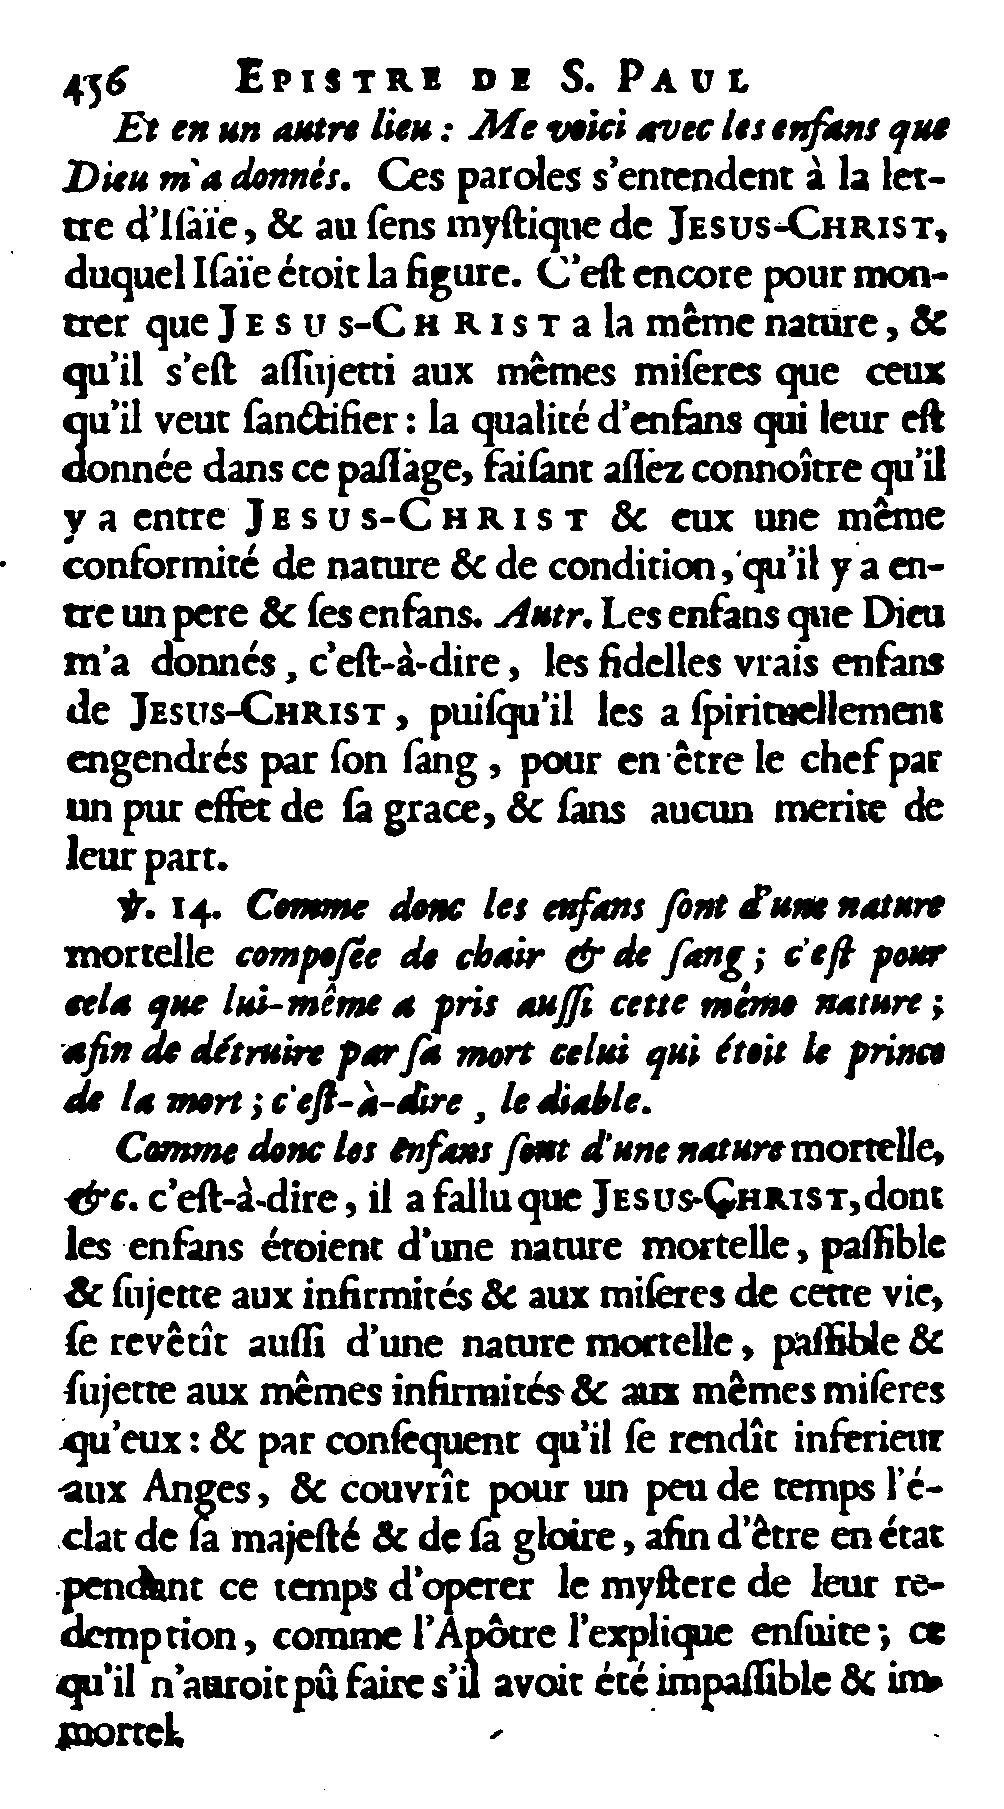 456 EPISTRE DE S. PAUL
Et en un autre lieu : Me voici avec les enfans que
Dieu m'a donnés. Ces paroles s'entendent à la let-
tre d'Iſaïe, & au ſens myſtique de JESUS-CHRIST,
duquel Iſaïe étoit la figure. C'eſt encore pour mon-
trer que JESUS-CHRIST a la même nature, &
qu'il s'eſt aſſujetti aux mêmes miſeres que ceux
qu'il veut ſanctifier : la qualité d'enfans qui leur eſt
donnée dans ce paſſage, faiſant aſſez connoître qu'il
y a entre JESUS-CHRIST & eux une même
conformité de nature & de condition, qu'il y a en-
tre un pere & ſes enfans. Autr. Les enfans que Dieu
m'a donnés, c'eſt-à-dire, les fidelles vrais enfans
de JESUS-CHRIST, puiſqu'il les a ſpirituellement
engendrés par ſon ſang, pour en être le chef par
un pur effet de ſa grace, & ſans aucun merite de
leur part.
℣. 14. Comme donc les enfans ſont d'une nature
mortelle compoſée de chair & de ſang ; c'eſt pour
cela que lui-même a pris auſſi cette même nature ;
afin de détruire par ſa mort celui qui étoit le prince
de la mort ; c'eſt-à-dire, le diable.
Comme donc les enfans ſont d'une nature mortelle,
&c. c'eſt-à-dire, il a fallu que JESUS-CHRIST, dont
les enfans étoient d'une nature mortelle, paſſible
& ſujette aux infirmités & aux miſeres de cette vie,
ſe revêtît auſſi d'une nature mortelle, paſſible &
ſujette aux mêmes infirmités & aux mêmes miſeres
qu'eux : & par conſequent qu'il ſe rendît inferieur
aux Anges, & couvrît pour un peu de temps l'é-
clat de ſa majeſté & de ſa gloire, afin d'être en état
pendant ce temps d'operer le myſtere de leur re-
demption, comme l'Apôtre l'explique enſuite ; ce
qu'il n'auroit pû faire s'il avoit été impaſſible & im-
mortel.